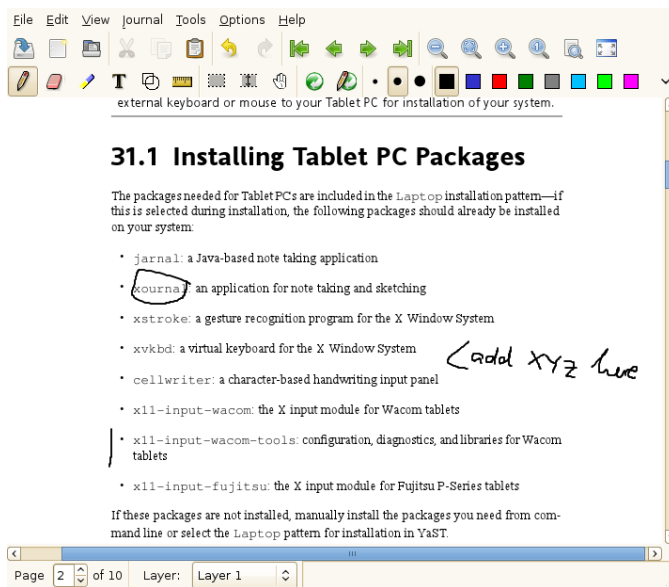 File Edit View Journal Tools Options Help
T
external keyboard or mouse to your Tablet PC for installation of your system.
31.1 Installing Tablet PC Packages
The packages needed for Tablet PCs are included in the Laptop installation pattern—if
this is selected during installation, the following packages should already be installed
on your system:
• jarnal: a Java-based note taking application
• xournal: an application for note taking and sketching
• xstroke: a gesture recognition program for the X Window System
• xvkbd: a virtual keyboard for the X Window System
<add XYZ here
• cellwriter: a character-based handwriting input panel
• x11-input-wacom: the X input module for Wacom tablets
• x11-input-wacom-tools: configuration, diagnostics, and libraries for Wacom
tablets
• x11-input-fujitsu: the X input module for Fujitsu P-Series tablets
If these packages are not installed, manually install the packages you need from com-
mand line or select the Laptop pattern for installation in YaST.
Page 2 of 10 Layer: Layer 1